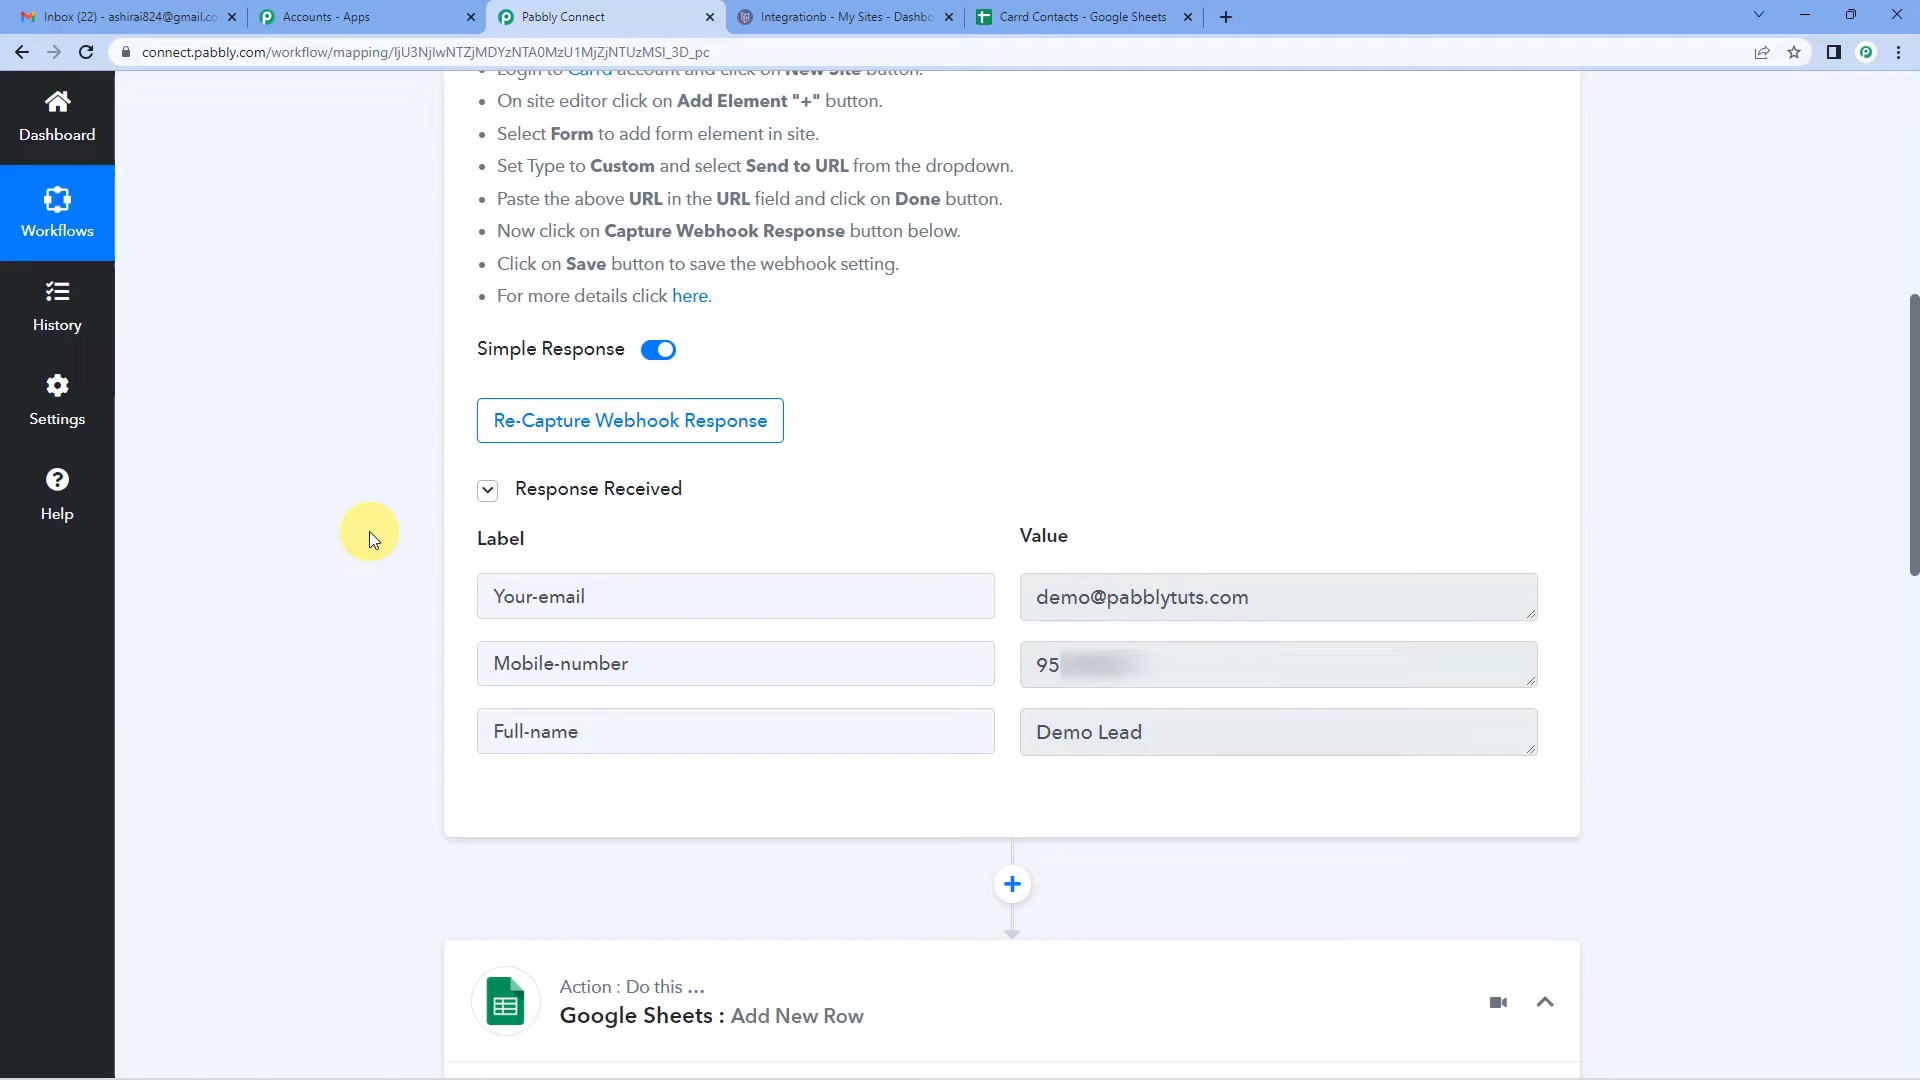 Inbox (22) - ashirai824@gmail.co
Accounts - Apps
Pabbly Connect
Integrationb - My Sites - Dashbo
Carrd Contacts - Google Sheets
connect.pabbly.com/workflow/mapping/IjU3NjIwNTZjMDYzNTA0MzU1MjZjNTUzMSI_3D_pc
Dashboard
Workflows
History
Settings
Help
Login to Carrd account and click on New Site button.
On site editor click on Add Element "+" button.
Select Form to add form element in site.
Set Type to Custom and select Send to URL from the dropdown.
Paste the above URL in the URL field and click on Done button.
Now click on Capture Webhook Response button below.
Click on Save button to save the webhook setting.
For more details click here.
Simple Response
Re-Capture Webhook Response
Response Received
Label Value
Your-email demo@pabblytuts.com
Mobile-number 95
Full-name Demo Lead
Action : Do this ...
Google Sheets : Add New Row